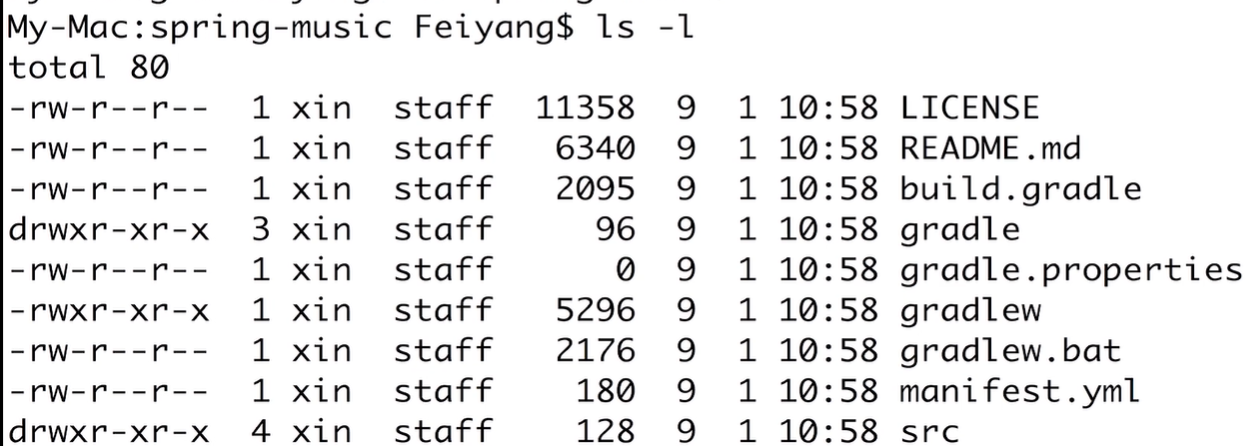 My-Mac:spring-music Feiyang$ ls -l
total 80
-rw-r--r--  1 xin  staff  11358  9  1 10:58 LICENSE
-rw-r--r--  1 xin  staff   6340  9  1 10:58 README.md
-rw-r--r--  1 xin  staff   2095  9  1 10:58 build.gradle
drwxr-xr-x  3 xin  staff     96  9  1 10:58 gradle
-rw-r--r--  1 xin  staff      0  9  1 10:58 gradle.properties
-rwxr-xr-x  1 xin  staff   5296  9  1 10:58 gradlew
-rw-r--r--  1 xin  staff   2176  9  1 10:58 gradlew.bat
-rw-r--r--  1 xin  staff    180  9  1 10:58 manifest.yml
drwxr-xr-x  4 xin  staff    128  9  1 10:58 src